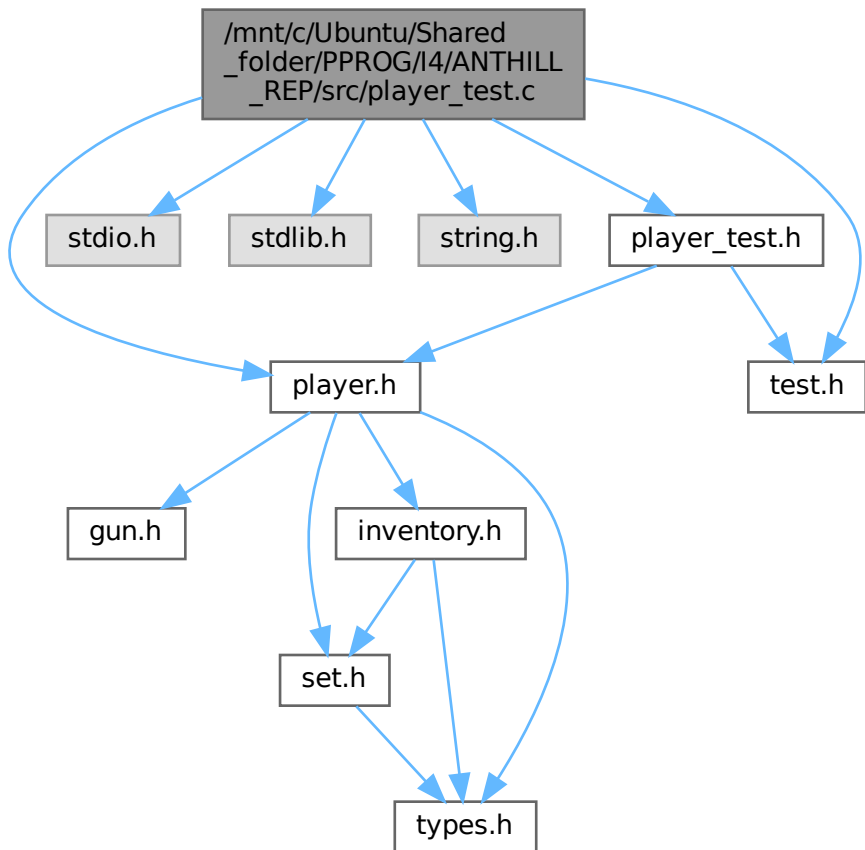 /mnt/c/Ubuntu/Shared
_folder/PPROG/I4/ANTHILL
_REP/src/player_test.c
stdio.h
stdlib.h
string.h
player_test.h
player.h
test.h
gun.h
inventory.h
set.h
types.h